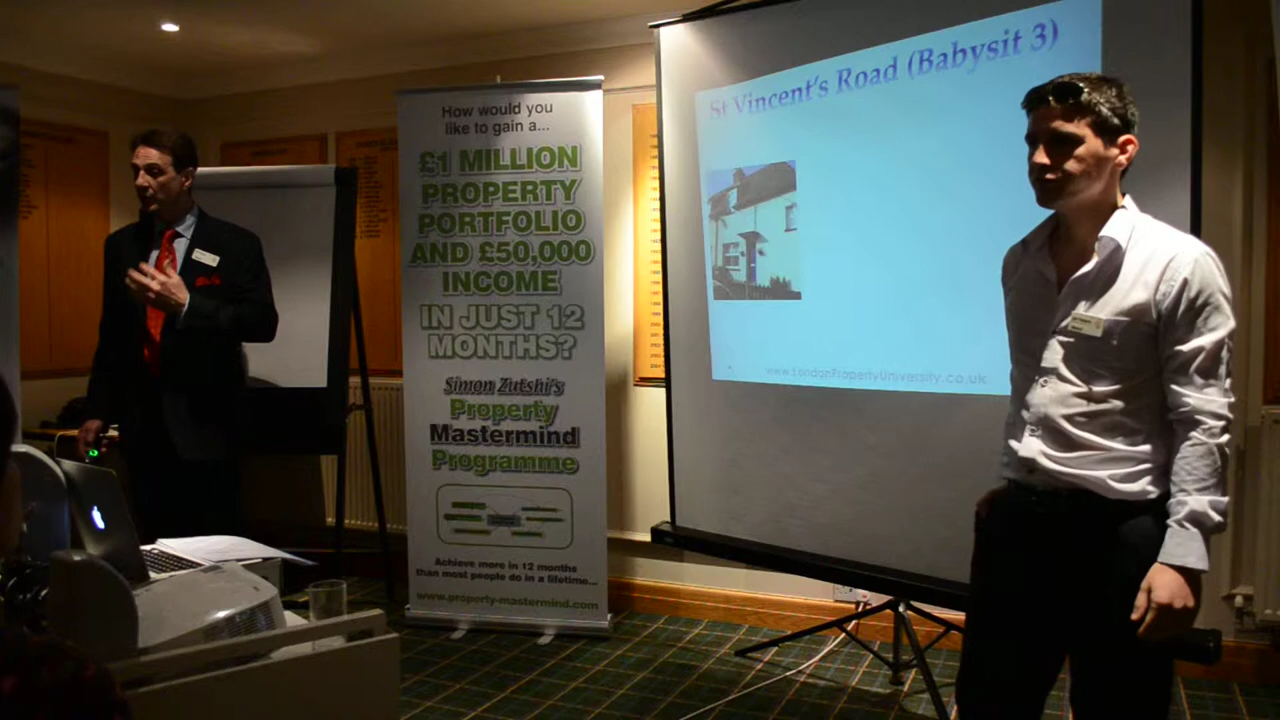 How would you
like to gain a...
£1 MILLION
PROPERTY
PORTFOLIO
AND £50,000
INCOME
IN JUST 12
MONTHS?
Simon Zutshi's
Property
Mastermind
Programme
Achieve more in 12 months
than most people do in a lifetime...
www.property-mastermind.com
St Vincent's Road (Babysit 3)
www.LondonPropertyUniversity.co.uk